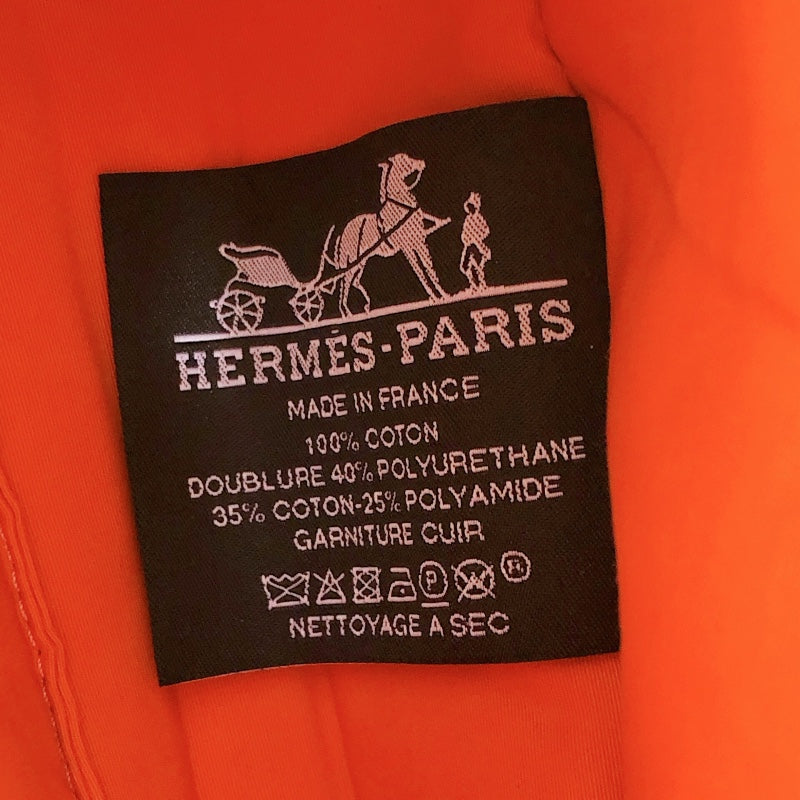 HERMÈS-PARIS
MADE IN FRANCE
100% COTON
DOUBLURE 40% POLYURETHANE
35% COTON-25% POLYAMIDE
GARNITURE CUIR
P
NETTOYAGE A SEC